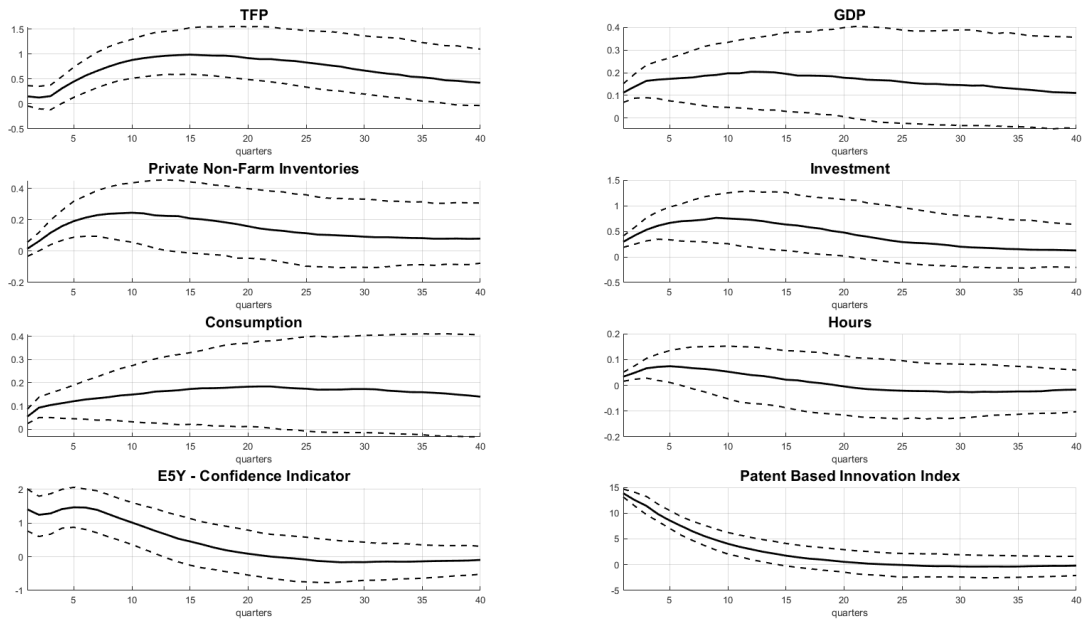 TFP
1.5
1
0.5
0
-0.5
5 10 15 20 25 30 35 40
quarters
GDP
0.4
0.3
0.2
0.1
0
5 10 15 20 25 30 35 40
quarters
Private Non-Farm Inventories
0.4
0.2
0
-0.2
5 10 15 20 25 30 35 40
quarters
Investment
1.5
1
0.5
0
-0.5
5 10 15 20 25 30 35 40
quarters
Consumption
0.4
0.3
0.2
0.1
0
5 10 15 20 25 30 35 40
quarters
Hours
0.2
0.1
0
-0.1
-0.2
5 10 15 20 25 30 35 40
quarters
E5Y - Confidence Indicator
2
1
0
-1
5 10 15 20 25 30 35 40
quarters
Patent Based Innovation Index
15
10
5
0
-5
5 10 15 20 25 30 35 40
quarters